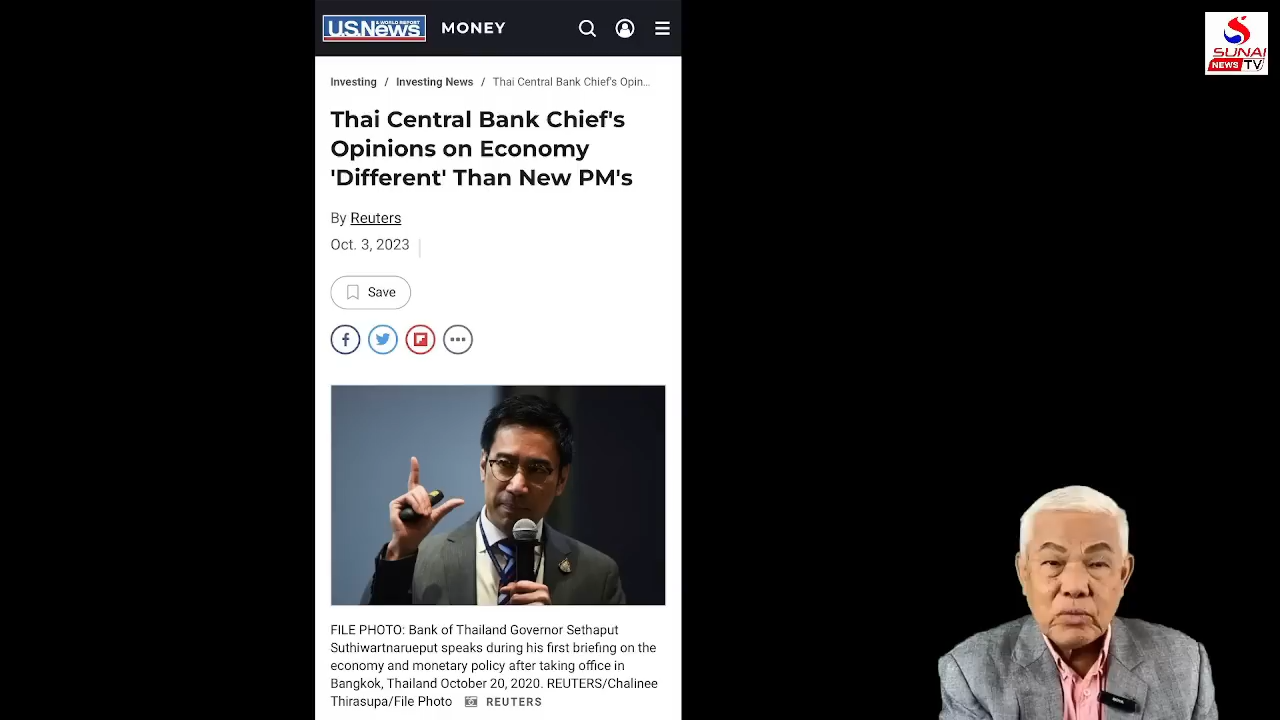 U.S.News
& WORLD REPORT
MONEY
Investing / Investing News / Thai Central Bank Chief's Opin...
Thai Central Bank Chief's
Opinions on Economy
'Different' Than New PM's
By Reuters
Oct. 3, 2023
Save
FILE PHOTO: Bank of Thailand Governor Sethaput
Suthiwartnarueput speaks during his first briefing on the
economy and monetary policy after taking office in
Bangkok, Thailand October 20, 2020. REUTERS/Chalinee
Thirasupa/File Photo REUTERS
SUNAI
NEWS TV